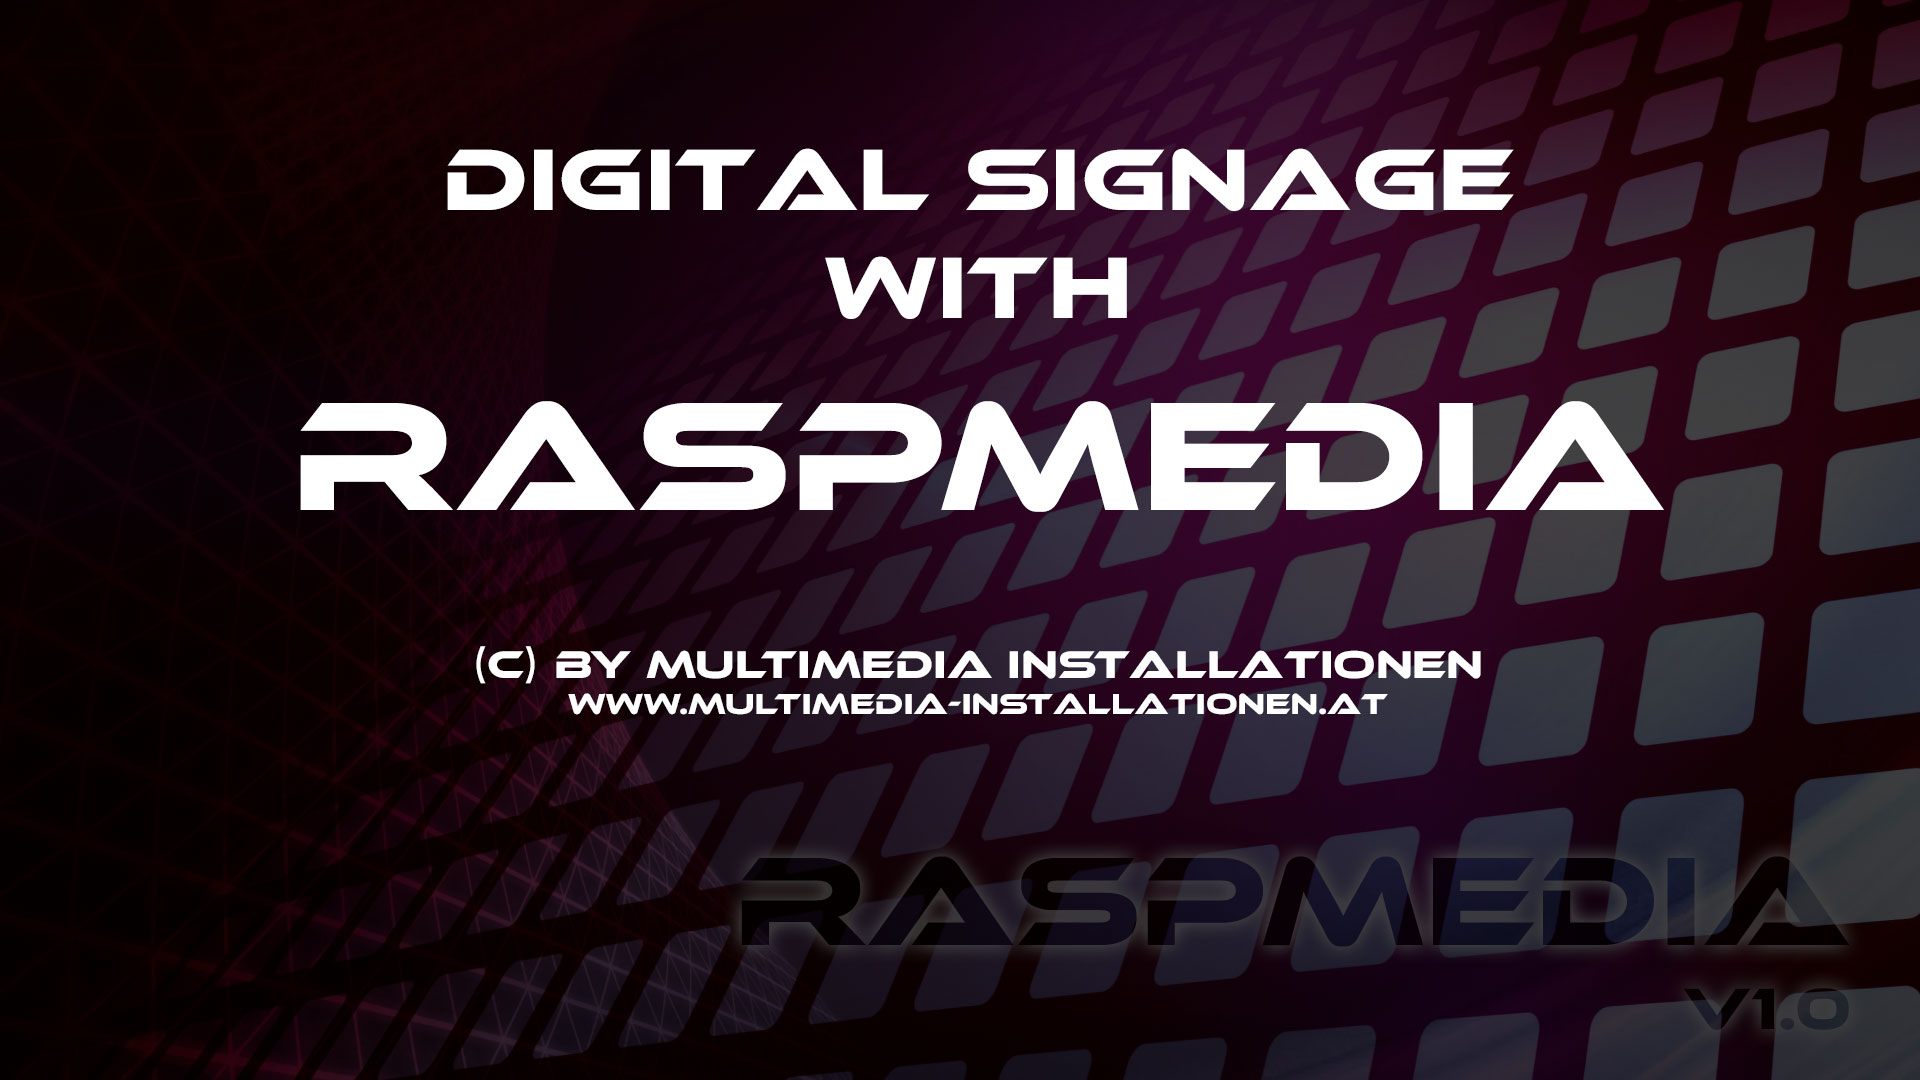 DIGITAL SIGNAGE
WITH
RASPMEDIA
(C) BY MULTIMEDIA INSTALLATIONEN
WWW.MULTIMEDIA-INSTALLATIONEN.AT
RASPMEDIA
V1.0